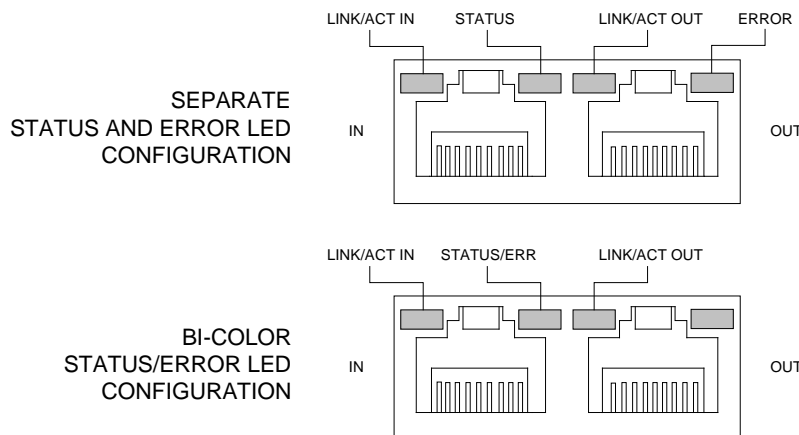 LINK/ACT IN STATUS LINK/ACT OUT ERROR
SEPARATE
STATUS AND ERROR LED
CONFIGURATION
IN OUT
LINK/ACT IN STATUS/ERR LINK/ACT OUT
BI-COLOR
STATUS/ERROR LED
CONFIGURATION
IN OUT